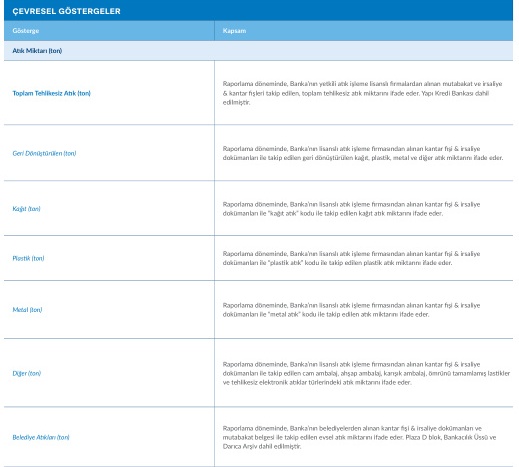 ÇEVRESEL GÖSTERGELER
Gösterge
Kapsam
Atık Miktarı (ton)
Toplam Tehlikesiz Atık (ton)
Raporlama döneminde, Banka'nın yetkili atık işleme lisanslı firmalardan alınan mutabakat ve irsaliye
& kantar fişleri takip edilen, toplam tehlikesiz atık miktarını ifade eder. Yapı Kredi Bankası dahil
edilmiştir.
Geri Dönüştürülen (ton)
Raporlama döneminde, Banka'nın lisanslı atık işleme firmasından alınan kantar fişi & irsaliye
dokümanları ile takip edilen geri dönüştürülen kağıt, plastik, metal ve diğer atık miktarını ifade eder.
Kağıt (ton)
Raporlama döneminde, Banka'nın lisanslı atık işleme firmasından alınan kantar fişi & irsaliye
dokümanları ile "kağıt atık" kodu ile takip edilen kağıt atık miktarını ifade eder.
Plastik (ton)
Raporlama döneminde, Banka'nın lisanslı atık işleme firmasından alınan kantar fişi & irsaliye
dokümanları ile "plastik atık" kodu ile takip edilen plastik atık miktarını ifade eder.
Metal (ton)
Raporlama döneminde, Banka'nın lisanslı atık işleme firmasından alınan kantar fişi & irsaliye
dokümanları ile "metal atık" kodu ile takip edilen atık miktarını ifade eder.
Diğer (ton)
Raporlama döneminde, Banka'nın lisanslı atık işleme firmasından alınan kantar fişi & irsaliye
dokümanları ile takip edilen cam ambalaj, ahşap ambalaj, karışık ambalaj, ömrünü tamamlamış lastikler
ve tehlikesiz elektronik atıklar türlerindeki atık miktarını ifade eder.
Belediye Atıkları (ton)
Raporlama döneminde, Banka'nın belediyelerden alınan kantar fişi & irsaliye dokümanları ve
mutabakat belgesi ile takip edilen evsel atık miktarını ifade eder. Plaza D blok, Bankacılık Üssü ve
Darıca Arşiv dahil edilmiştir.